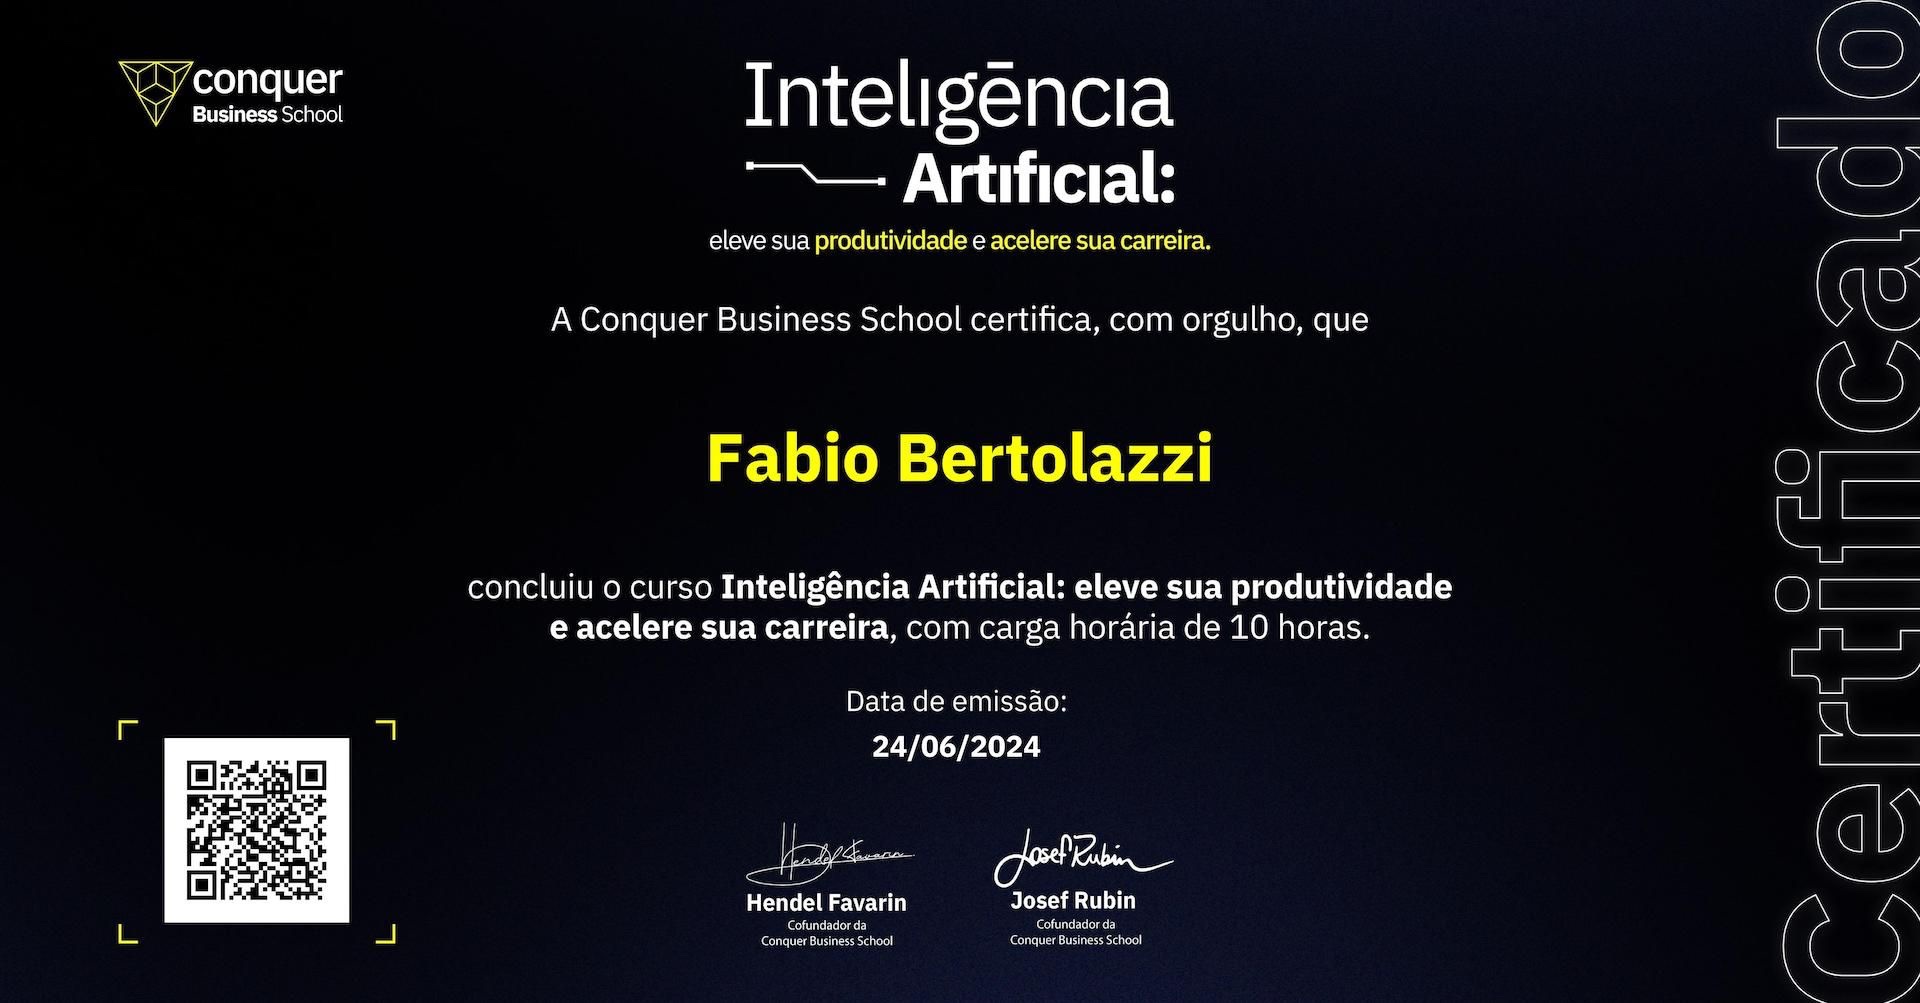 conquer
Business School
Intelıgēncıa
Artıfıcıal:
eleve sua produtividade e acelere sua carreira.
A Conquer Business School certifica, com orgulho, que
Fabio Bertolazzi
concluiu o curso Inteligência Artificial: eleve sua produtividade
e acelere sua carreira, com carga horária de 10 horas.
Data de emissão:
24/06/2024
Hendel Favarin
Josef Rubin
Hendel Favarin
Cofundador da
Conquer Business School
Josef Rubin
Cofundador da
Conquer Business School
Certificado